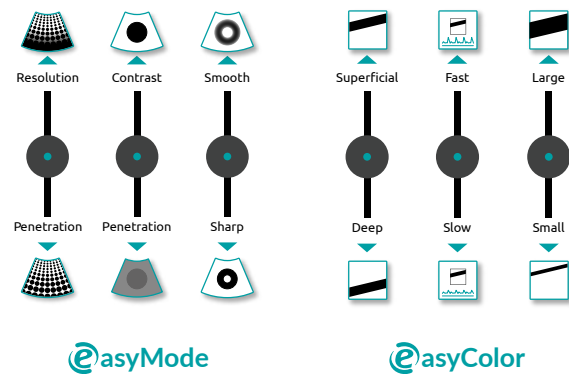 Resolution Contrast Smooth Superficial Fast Large
Penetration Penetration Sharp Deep Slow Small
easyMode easyColor